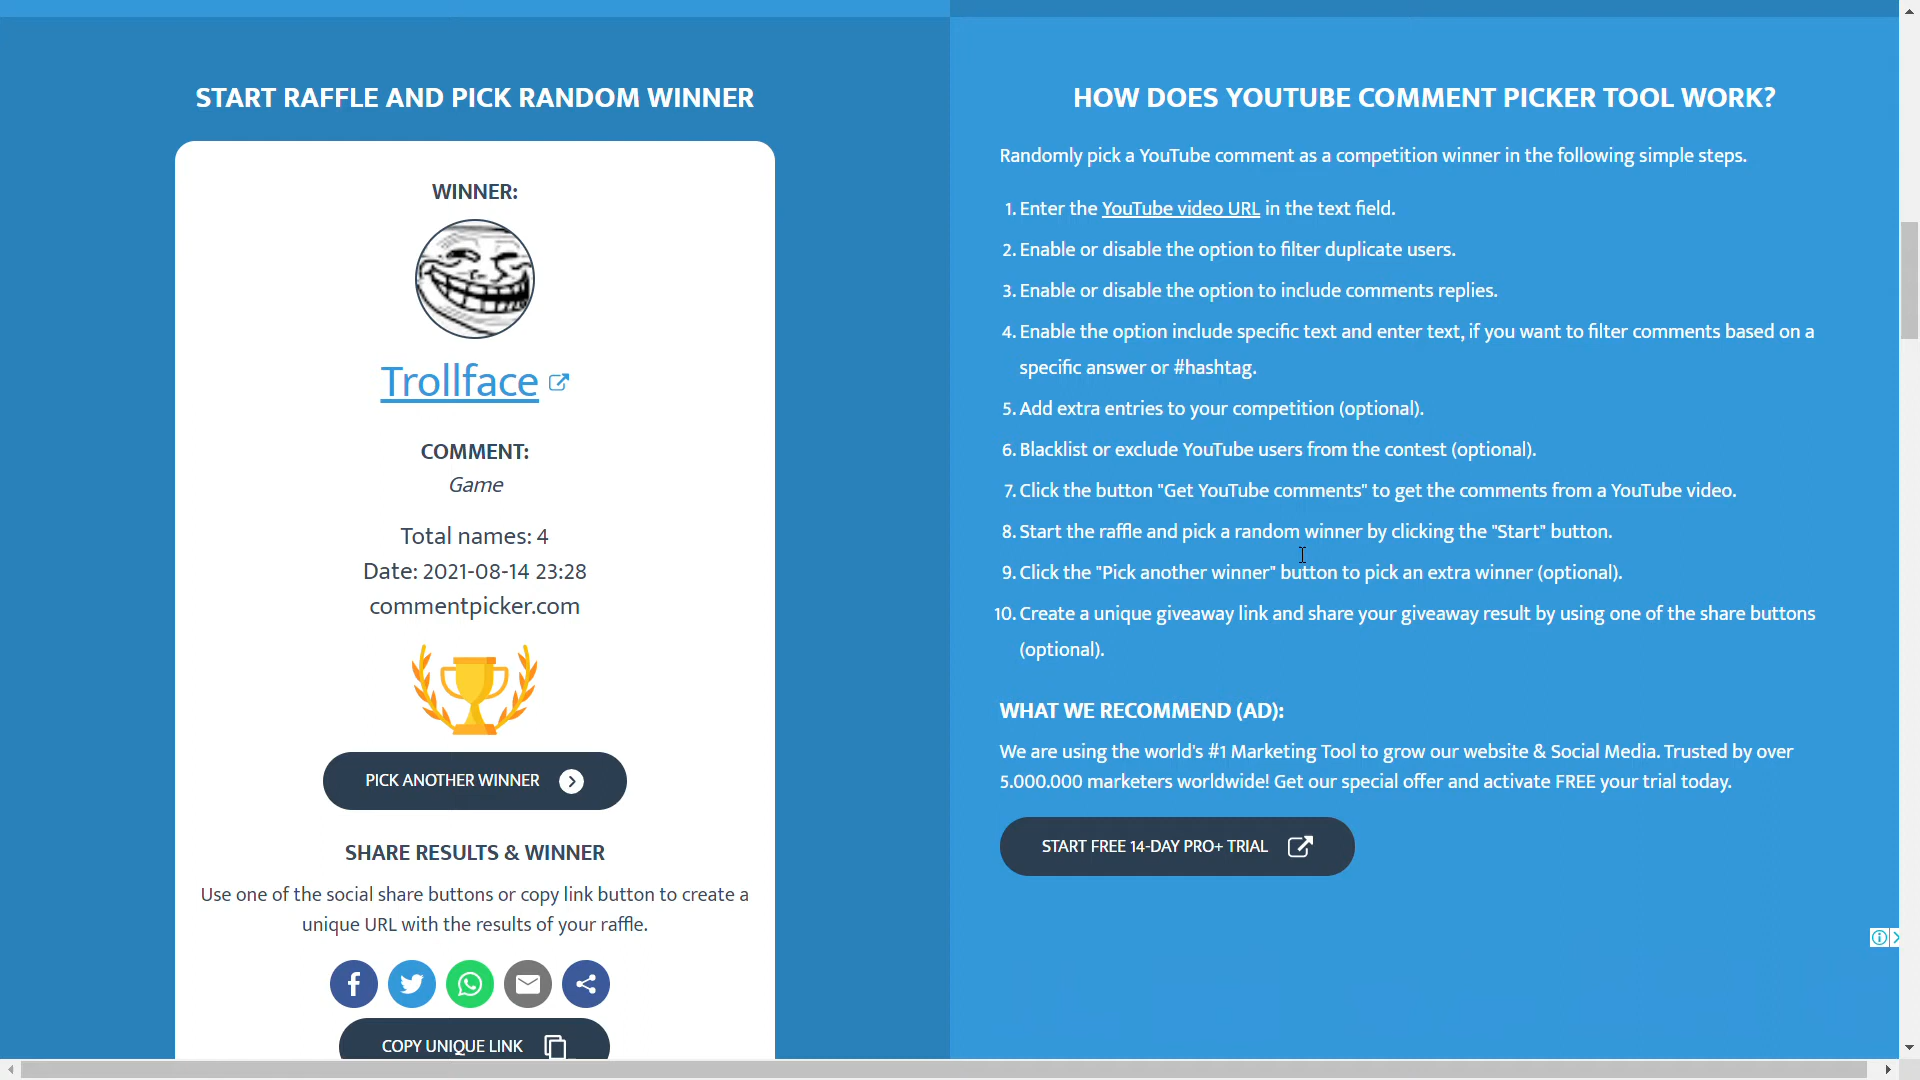 START RAFFLE AND PICK RANDOM WINNER
WINNER:
Trollface
COMMENT:
Game
Total names: 4
Date: 2021-08-14 23:28
commentpicker.com
PICK ANOTHER WINNER
SHARE RESULTS & WINNER
Use one of the social share buttons or copy link button to create a
unique URL with the results of your raffle.
COPY UNIQUE LINK
HOW DOES YOUTUBE COMMENT PICKER TOOL WORK?
Randomly pick a YouTube comment as a competition winner in the following simple steps.
1. Enter the YouTube video URL in the text field.
2. Enable or disable the option to filter duplicate users.
3. Enable or disable the option to include comments replies.
4. Enable the option include specific text and enter text, if you want to filter comments based on a
specific answer or #hashtag.
5. Add extra entries to your competition (optional).
6. Blacklist or exclude YouTube users from the contest (optional).
7. Click the button "Get YouTube comments" to get the comments from a YouTube video.
8. Start the raffle and pick a random winner by clicking the "Start" button.
9. Click the "Pick another winner" button to pick an extra winner (optional).
10. Create a unique giveaway link and share your giveaway result by using one of the share buttons
(optional).
WHAT WE RECOMMEND (AD):
We are using the world's #1 Marketing Tool to grow our website & Social Media. Trusted by over
5.000.000 marketers worldwide! Get our special offer and activate FREE your trial today.
START FREE 14-DAY PRO+ TRIAL